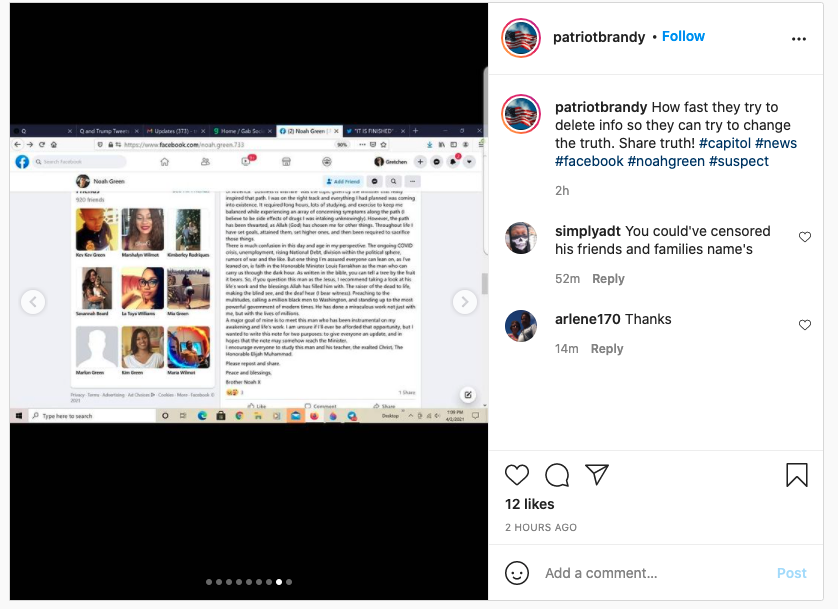 patriotbrandy • Follow
patriotbrandy How fast they try to
delete info so they can try to change
the truth. Share truth! #capitol #news
#facebook #noahgreen #suspect
2h
simplyadt You could've censored
his friends and families name's
52m Reply
arlene170 Thanks
14m Reply
12 likes
2 HOURS AGO
Add a comment... Post
Q
Q and Trump Tweets
Updates (373)
Home / Gab Soc
(2) Noah Green
"IT IS FINISHED"
https://www.facebook.com/noah.green.733
90%
Search Facebook
Gretchen
Noah Green
Add Friend
Friends
920 friends
Kev Kev Green
Marshalyn Wilmot
Kimberley Rodriques
Savannah Beard
La Toya Williams
Mia Green
Marlon Green
Kim Green
Maria Wilmot
Privacy · Terms · Advertising · Ad Choices · Cookies · More · Facebook ©
2021
inspired that path. I was on the right track and everything I had planned was coming
into existence. It required long hours, lots of studying, and exercise to keep me
balanced while experiencing an array of concerning symptoms along the path (I
believe to be side effects of drugs I was intaking unknowingly). However, the path
has been thwarted, as Allah (God) has chosen me for other things. Throughout life I
have set goals, attained them, set higher ones, and then been required to sacrifice
those things.
There is much confusion in this day and age in my perspective. The ongoing COVID
crisis, unemployment, rising National Debt, division within the political sphere,
rumors of war and the like. But one thing I'm assured everyone can lean on, as I've
leaned on, is faith in the Honorable Minister Louis Farrakhan as the man who can
carry us through the dark hour. As written in the bible, you can tell a tree by the fruit
it bears. So, if you question this man as the Jesus, I recommend taking a look at his
life's work and the blessings Allah has filled him with. The raiser of the dead to life,
making the blind see, and the deaf hear (I bear witness). Preaching to the
multitudes, calling a million black men to Washington, and standing up to the most
powerful government of modern times. He has done a miraculous work not just with
me, but with the lives of millions.
A major goal of mine is to meet this man who has been instrumental on my
awakening and life's work. I am unsure if I'll ever be afforded that opportunity, but I
wanted to write this note for two purposes: to give everyone an update, and in
hopes that the note may somehow reach the Minister.
I encourage everyone to study this man and his teacher, the exalted Christ, The
Honorable Elijah Muhammad.
Please repost and share.
Peace and blessings.
Brother Noah X
3
1 Share
Like
Comment
Share
Type here to search
Desktop
7:08 PM
4/2/2021